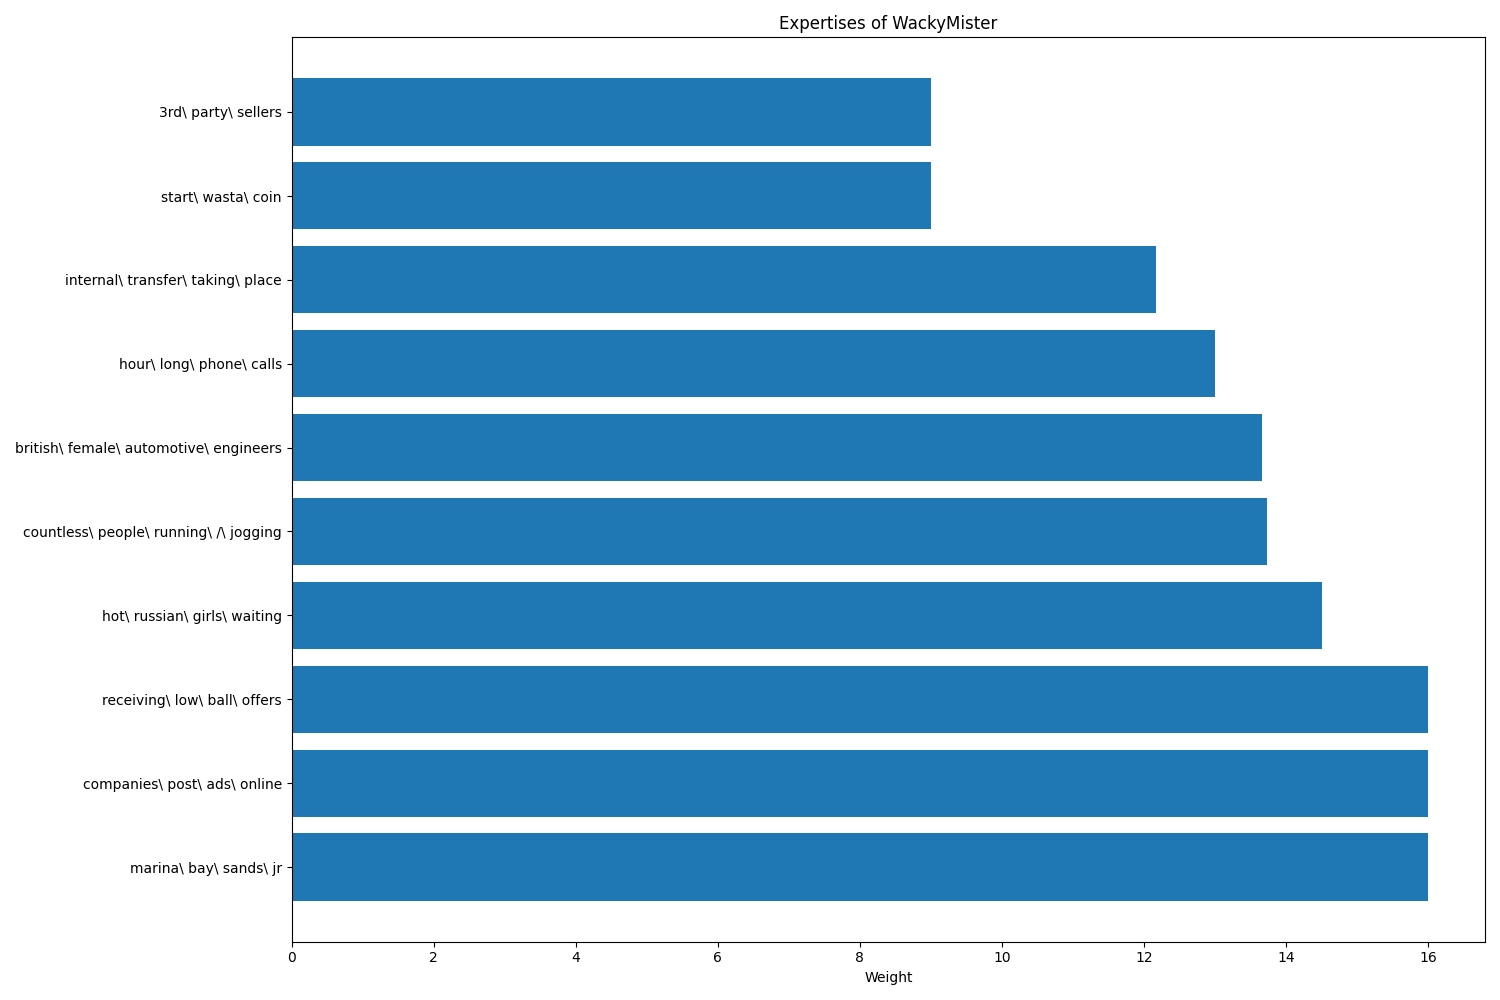 Expertises of WackyMister
3rd\ party\ sellers
start\ wasta\ coin
internal\ transfer\ taking\ place
hour\ long\ phone\ calls
british\ female\ automotive\ engineers
countless\ people\ running\ /\ jogging
hot\ russian\ girls\ waiting
receiving\ low\ ball\ offers
companies\ post\ ads\ online
marina\ bay\ sands\ jr
0 2 4 6 8 10 12 14 16
Weight